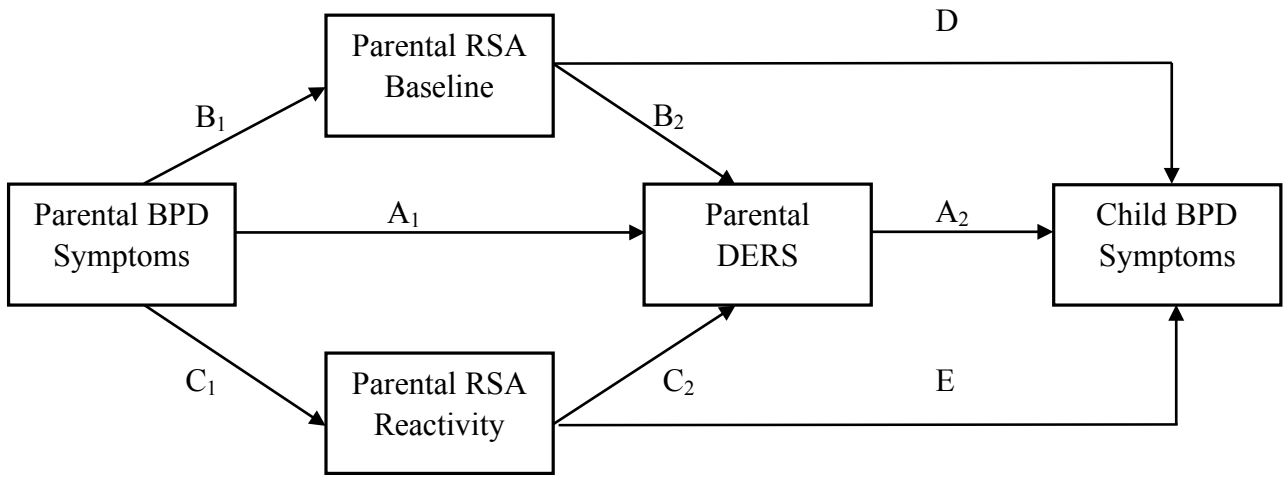 D
Parental RSA
Baseline
B₁
B₂
Parental BPD
Symptoms
A₁
Parental
DERS
A₂
Child BPD
Symptoms
C₁
Parental RSA
Reactivity
C₂
E